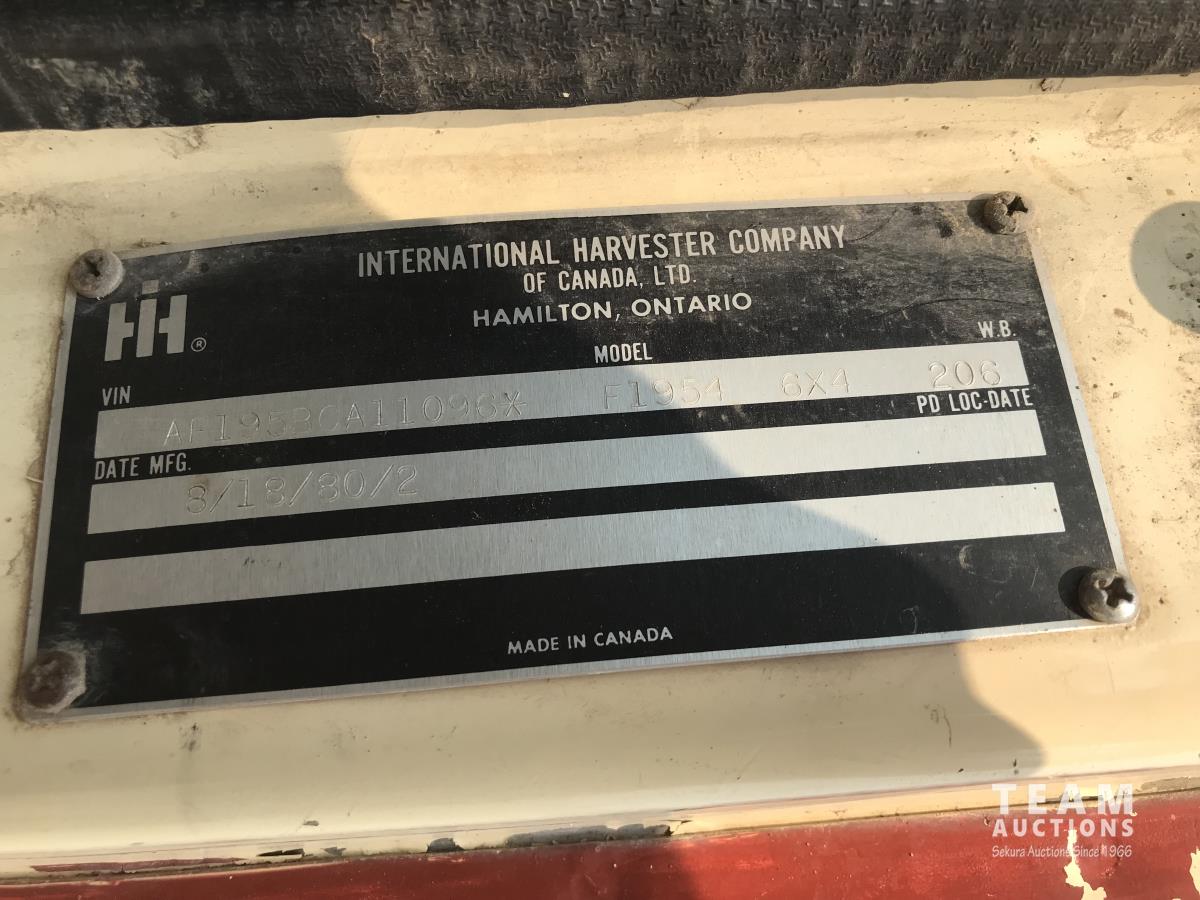 INTERNATIONAL HARVESTER COMPANY
OF CANADA, LTD.
HAMILTON, ONTARIO
IH ®
VIN MODEL W.B.
AF1953CA11096* F1954 6X4 206
DATE MFG. PD LOC-DATE
8/18/80/2
MADE IN CANADA
TEAM
AUCTIONS
Sekura Auctions Since 1966